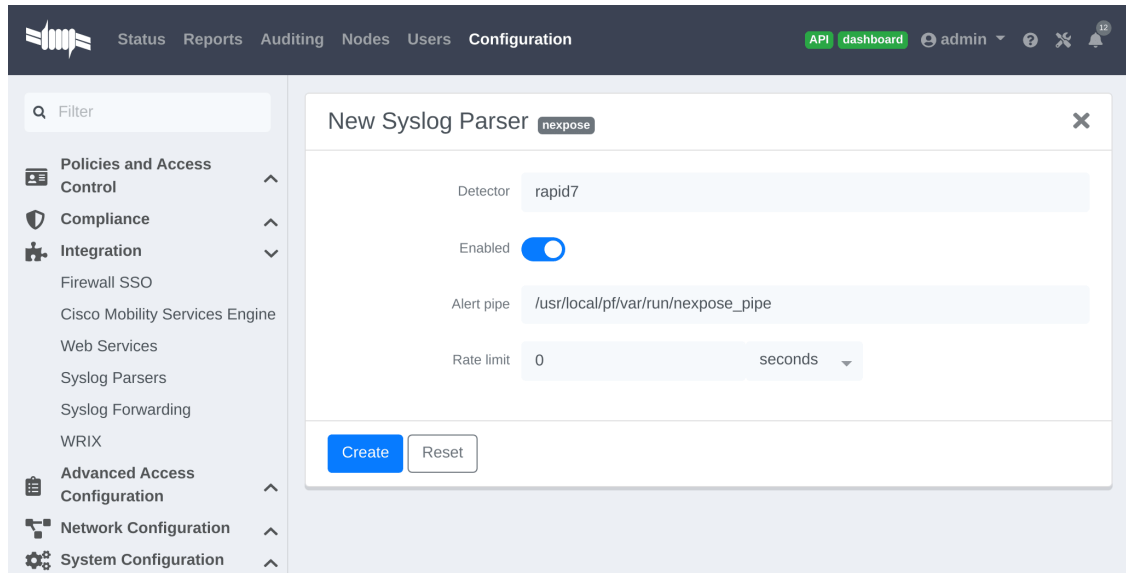 Status Reports Auditing Nodes Users Configuration API dashboard admin 12
Filter
Policies and Access
Control
Compliance
Integration
Firewall SSO
Cisco Mobility Services Engine
Web Services
Syslog Parsers
Syslog Forwarding
WRIX
Advanced Access
Configuration
Network Configuration
System Configuration
New Syslog Parser nexpose
Detector rapid7
Enabled
Alert pipe /usr/local/pf/var/run/nexpose_pipe
Rate limit 0 seconds
Create Reset